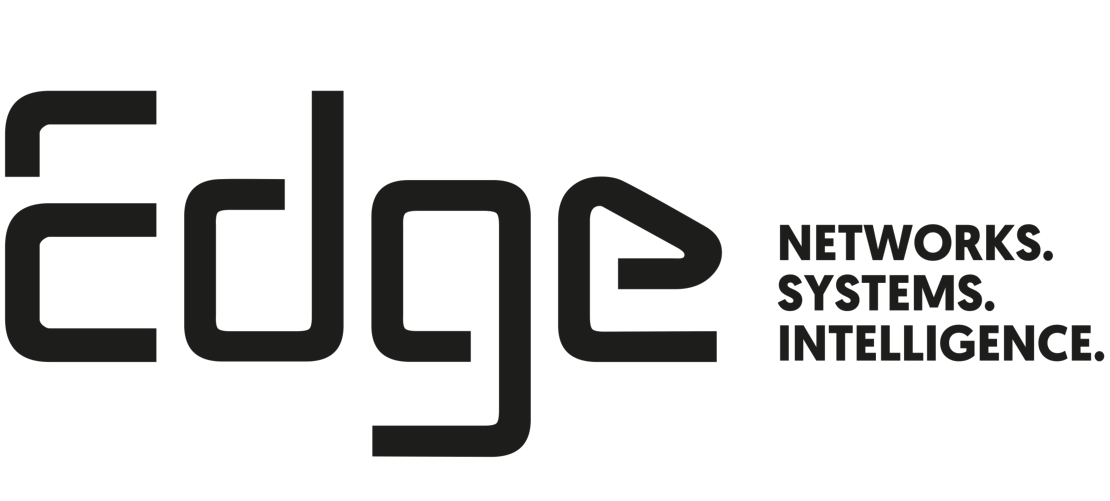 Edge
NETWORKS.
SYSTEMS.
INTELLIGENCE.